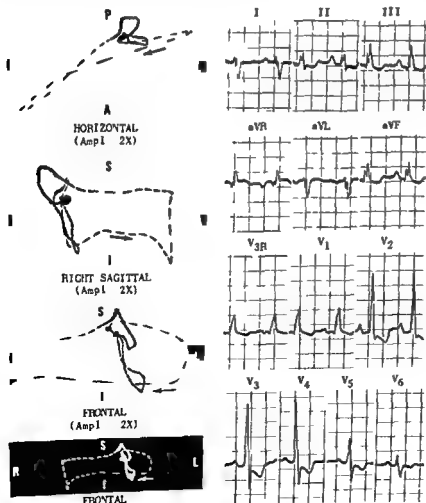 P
A
HORIZONTAL
(Ampl 2X)
S
I
RIGHT SAGITTAL
(Ampl 2X)
S
I
FRONTAL
(Ampl 2X)
S
R
L
I
FRONTAL
I II III
aVR aVL aVF
V3R V1 V2
V3 V4 V5 V6